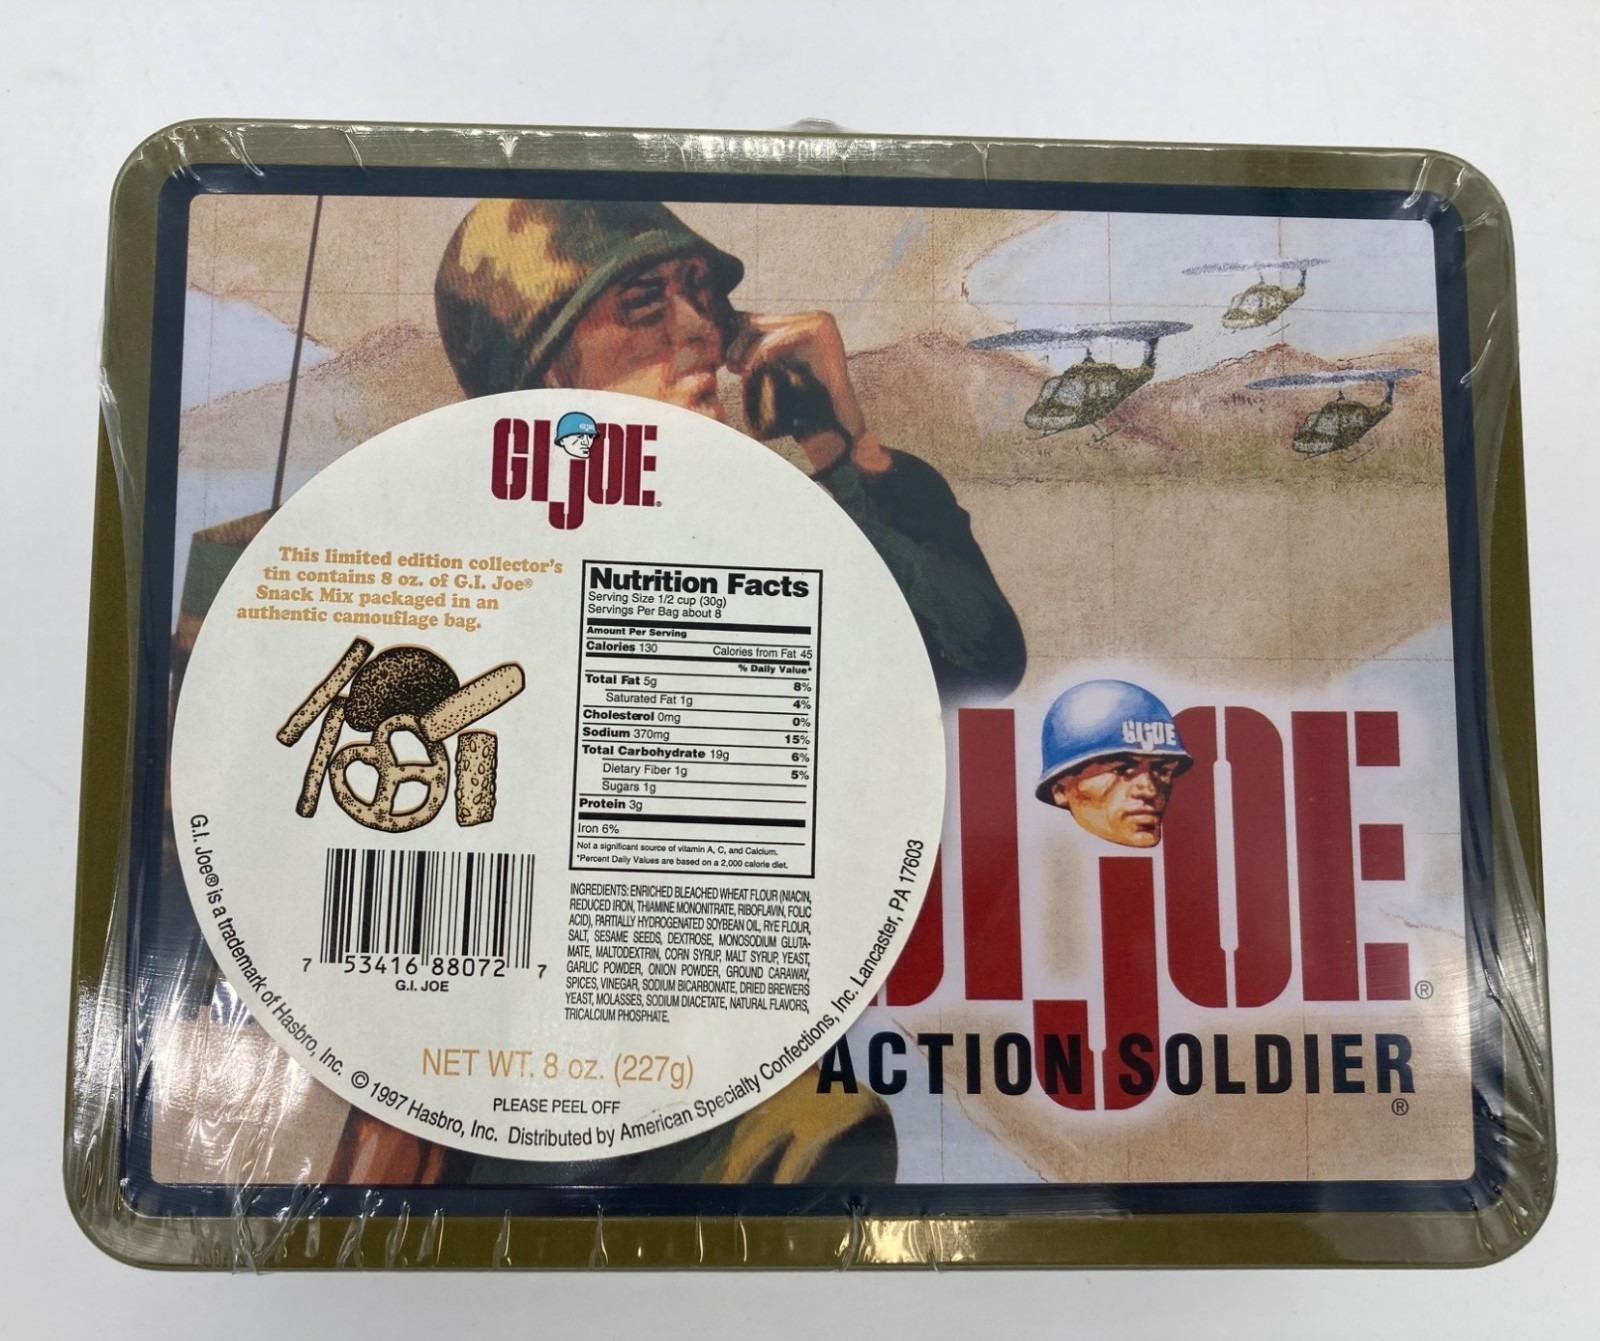 GIJOE®
This limited edition collector's
tin contains 8 oz. of G.I. Joe®
Snack Mix packaged in an
authentic camouflage bag.
Nutrition Facts
Serving Size 1/2 cup (30g)
Servings Per Bag about 8
Amount Per Serving
Calories 130 Calories from Fat 45
% Daily Value*
Total Fat 5g 8%
Saturated Fat 1g 4%
Cholesterol 0mg 0%
Sodium 370mg 15%
Total Carbohydrate 19g 6%
Dietary Fiber 1g 5%
Sugars 1g
Protein 3g
Iron 6%
Not a significant source of vitamin A, C, and Calcium.
*Percent Daily Values are based on a 2,000 calorie diet.
INGREDIENTS: ENRICHED BLEACHED WHEAT FLOUR (NIACIN,
REDUCED IRON, THIAMINE MONONITRATE, RIBOFLAVIN, FOLIC
ACID), PARTIALLY HYDROGENATED SOYBEAN OIL, RYE FLOUR,
SALT, SESAME SEEDS, DEXTROSE, MONOSODIUM GLUTA-
MATE, MALTODEXTRIN, CORN SYRUP, MALT SYRUP, YEAST,
GARLIC POWDER, ONION POWDER, GROUND CARAWAY,
SPICES, VINEGAR, SODIUM BICARBONATE, DRIED BREWERS
YEAST, MOLASSES, SODIUM DIACETATE, NATURAL FLAVORS,
TRICALCIUM PHOSPHATE.
7 53416 88072 7
G.I. JOE
NET WT. 8 oz. (227g)
PLEASE PEEL OFF
G.I. Joe® is a trademark of Hasbro, Inc. © 1997 Hasbro, Inc. Distributed by American Specialty Confections, Inc. Lancaster, PA 17603
GIJOE
GIJOE®
ACTION SOLDIER®